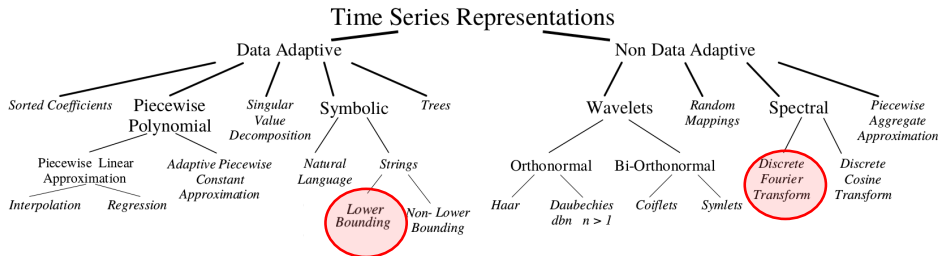 Time Series Representations
Data Adaptive
Non Data Adaptive
Sorted Coefficients
Piecewise
Polynomial
Singular
Value
Decomposition
Symbolic
Trees
Wavelets
Random
Mappings
Spectral
Piecewise
Aggregate
Approximation
Piecewise Linear
Approximation
Adaptive Piecewise
Constant
Approximation
Natural
Language
Strings
Orthonormal
Bi-Orthonormal
Discrete
Fourier
Transform
Discrete
Cosine
Transform
Interpolation
Regression
Lower
Bounding
Non- Lower
Bounding
Haar
Daubechies
dbn n > 1
Coiflets
Symlets